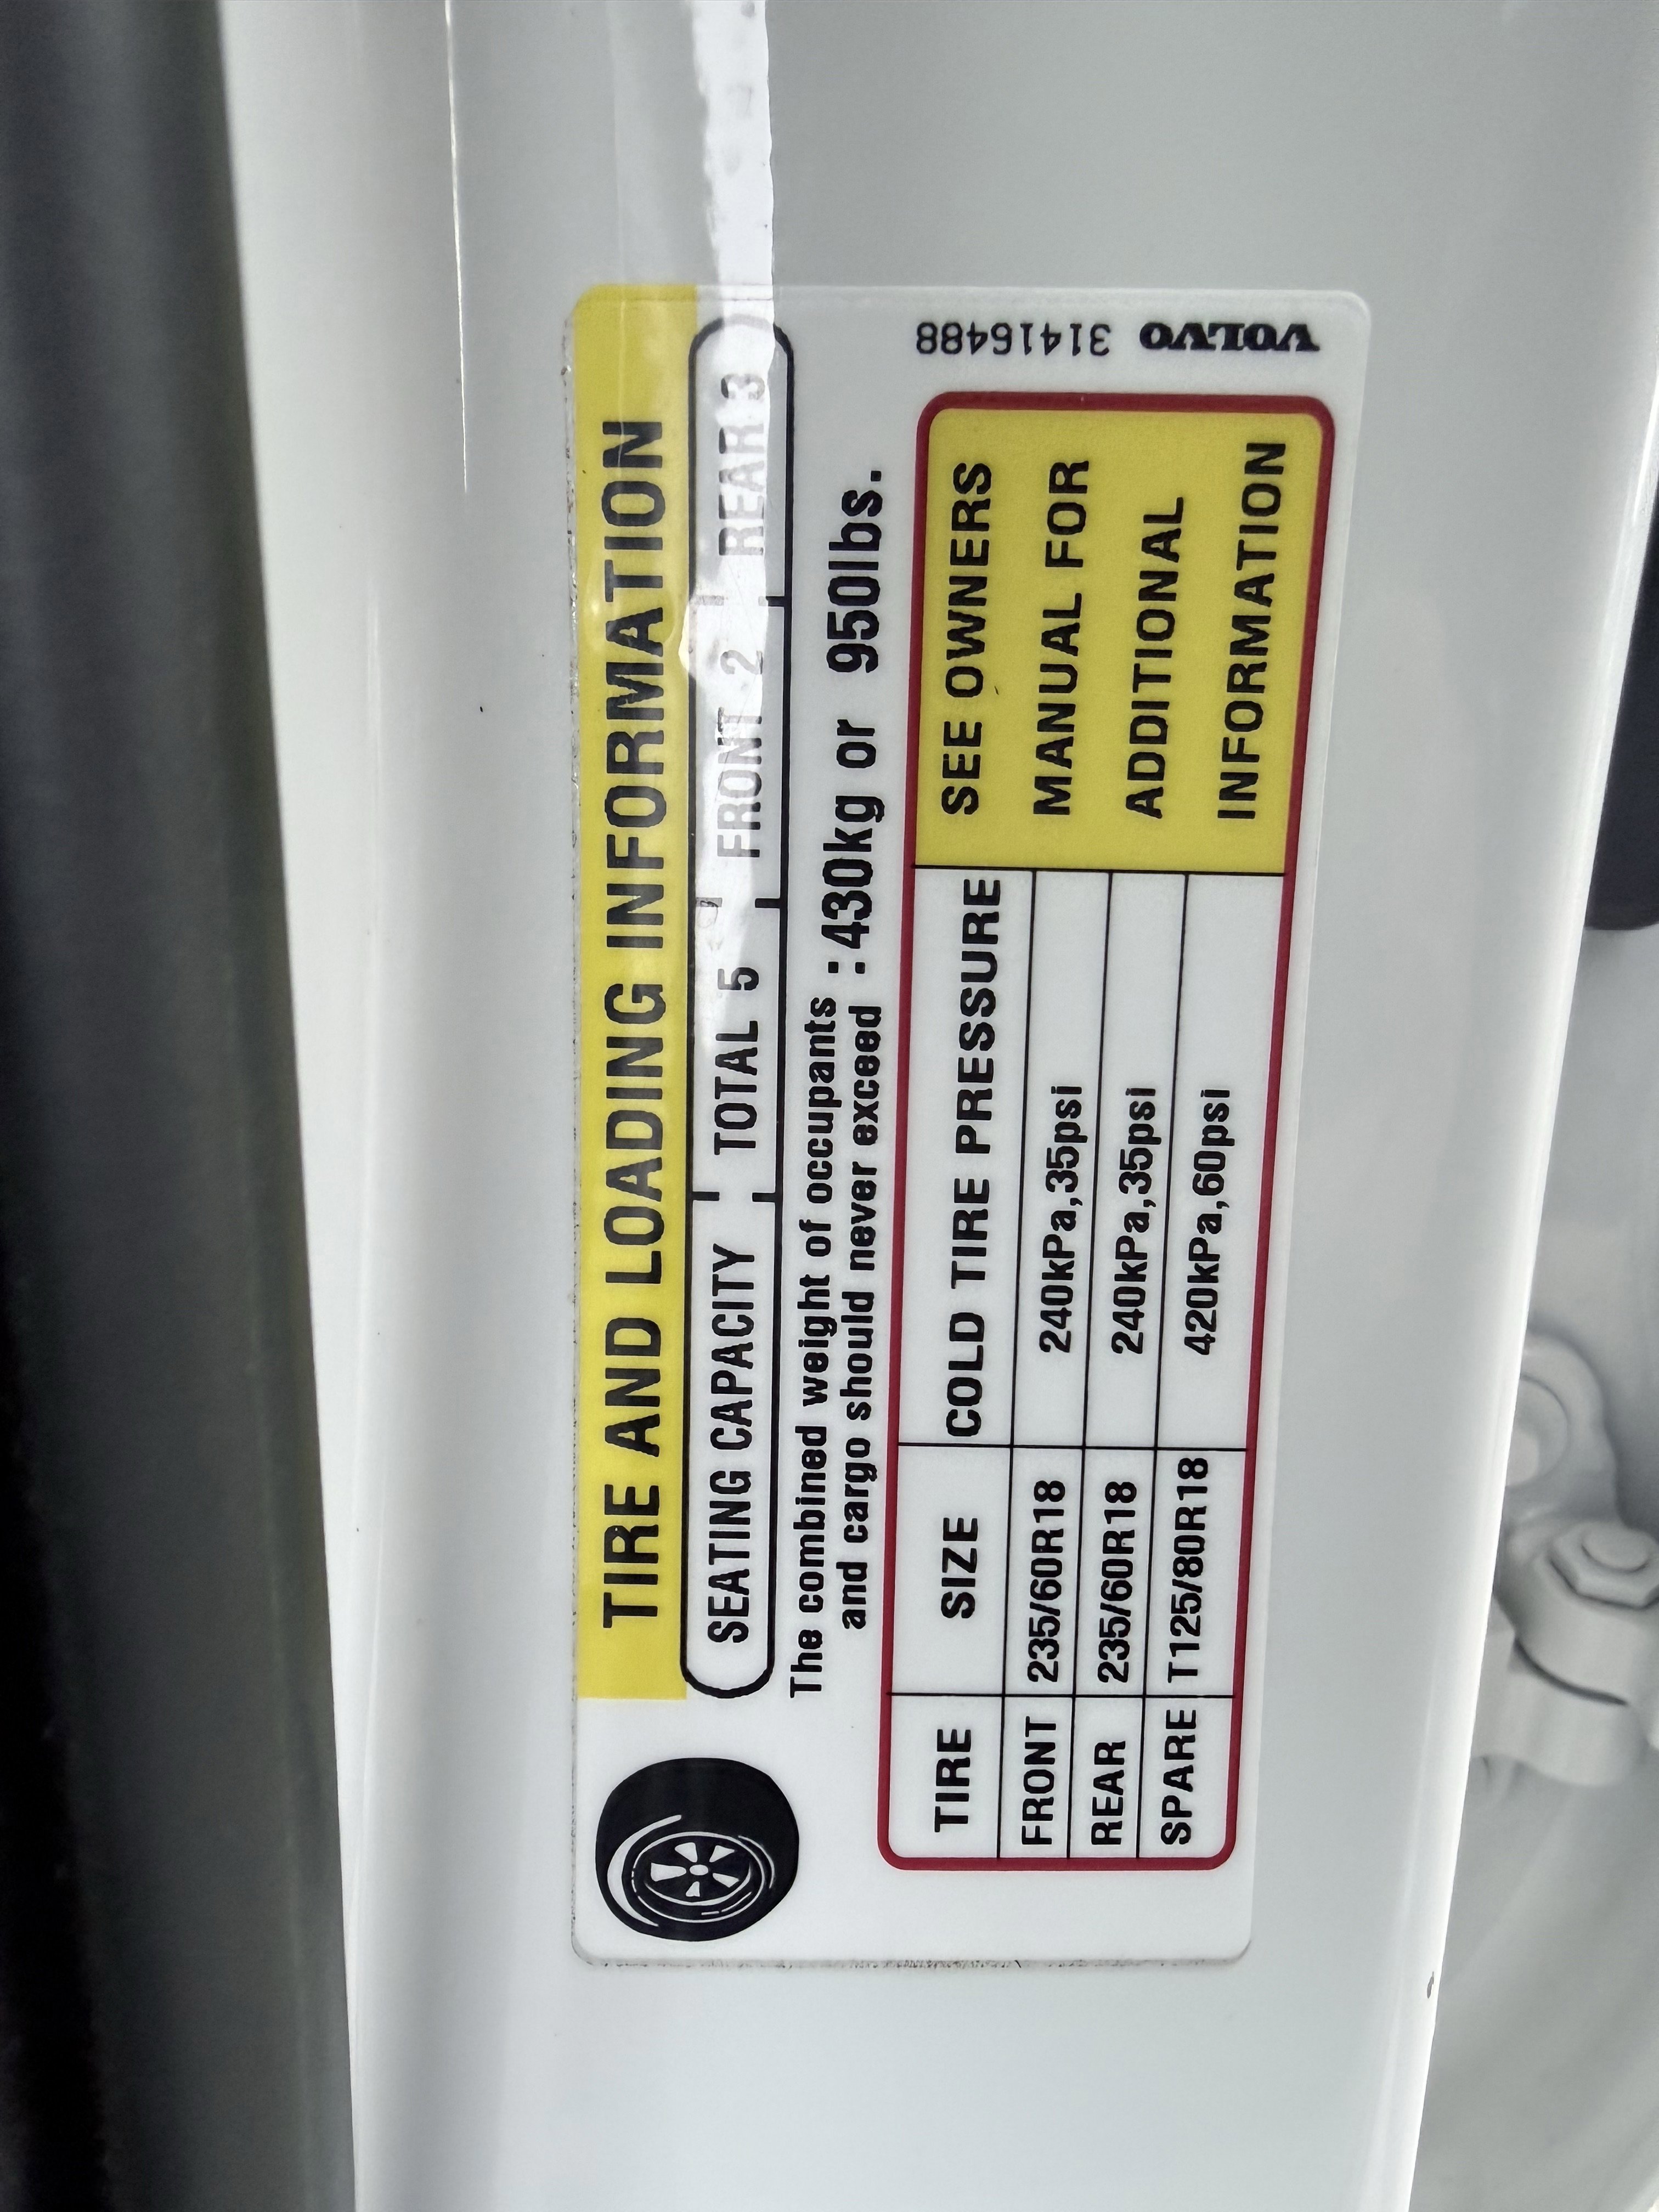 TIRE AND LOADING INFORMATION
SEATING CAPACITY TOTAL 5 FRONT 2 REAR 3
The combined weight of occupants : 430kg or 950lbs.
and cargo should never exceed :
TIRE SIZE COLD TIRE PRESSURE
FRONT 235/60R18 240kPa,35psi
REAR 235/60R18 240kPa,35psi
SPARE T125/80R18 420kPa,60psi
SEE OWNERS
MANUAL FOR
ADDITIONAL
INFORMATION
VOLVO 31416488